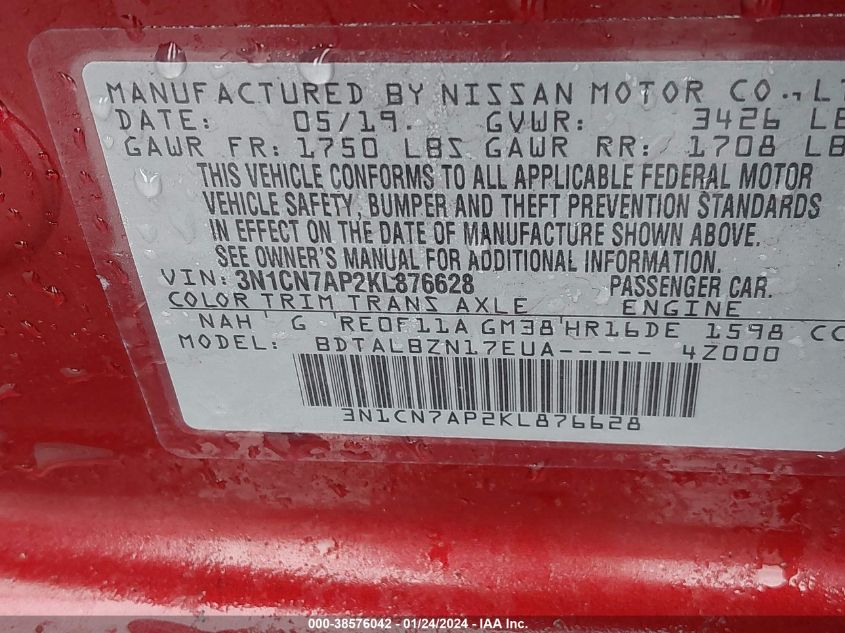 MANUFACTURED BY NISSAN MOTOR CO., LT
DATE: 05/19. GVWR: 3426 LB
GAWR FR: 1750 LBS GAWR RR: 1708 LB
THIS VEHICLE CONFORMS TO ALL APPLICABLE FEDERAL MOTOR
VEHICLE SAFETY, BUMPER AND THEFT PREVENTION STANDARDS
IN EFFECT ON THE DATE OF MANUFACTURE SHOWN ABOVE.
SEE OWNER'S MANUAL FOR ADDITIONAL INFORMATION.
VIN: 3N1CN7AP2KL876628 PASSENGER CAR.
COLOR TRIM TRANS AXLE ENGINE
NAH G RE0F11A GM38 HR16DE 1598 CC
MODEL: BDTALBZN17EUA----- 4Z000
3N1CN7AP2KL876628
000-38576042 - 01/24/2024 - Copyright © IAA, LLC.